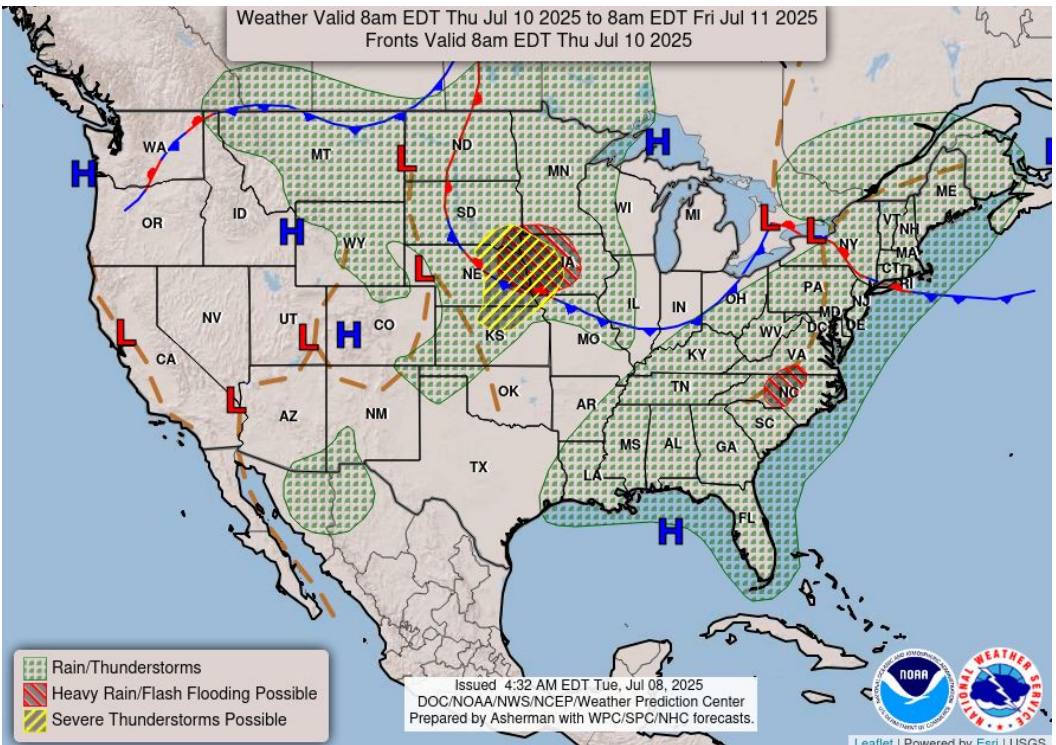 Weather Valid 8am EDT Thu Jul 10 2025 to 8am EDT Fri Jul 11 2025
Fronts Valid 8am EDT Thu Jul 10 2025
WA
MT
ND
MN
ME
H
L
H
OR
ID
SD
WI
MI
VT
NH
H
WY
L
L
NY
MA
CT
RI
L
NE
IA
PA
NJ
NV
UT
CO
IL
IN
OH
MD
DE
DC
L
CA
L
H
KS
MO
WV
VA
KY
L
AZ
NM
OK
AR
TN
NC
SC
TX
MS
AL
GA
LA
H
FL
Rain/Thunderstorms
Heavy Rain/Flash Flooding Possible
Severe Thunderstorms Possible
Issued 4:32 AM EDT Tue, Jul 08, 2025
DOC/NOAA/NWS/NCEP/Weather Prediction Center
Prepared by Asherman with WPC/SPC/NHC forecasts.
NOAA
NATIONAL WEATHER SERVICE
Leaflet | Powered by Esri | USGS